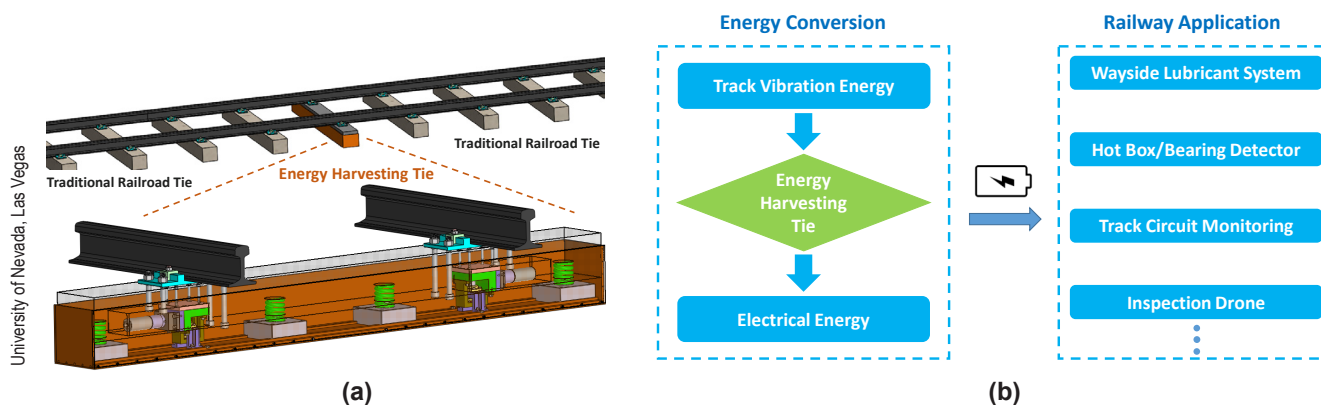 University of Nevada, Las Vegas
Traditional Railroad Tie
Traditional Railroad Tie
Energy Harvesting Tie
(a)
Energy Conversion
Track Vibration Energy
Energy
Harvesting
Tie
Electrical Energy
Railway Application
Wayside Lubricant System
Hot Box/Bearing Detector
Track Circuit Monitoring
Inspection Drone
(b)